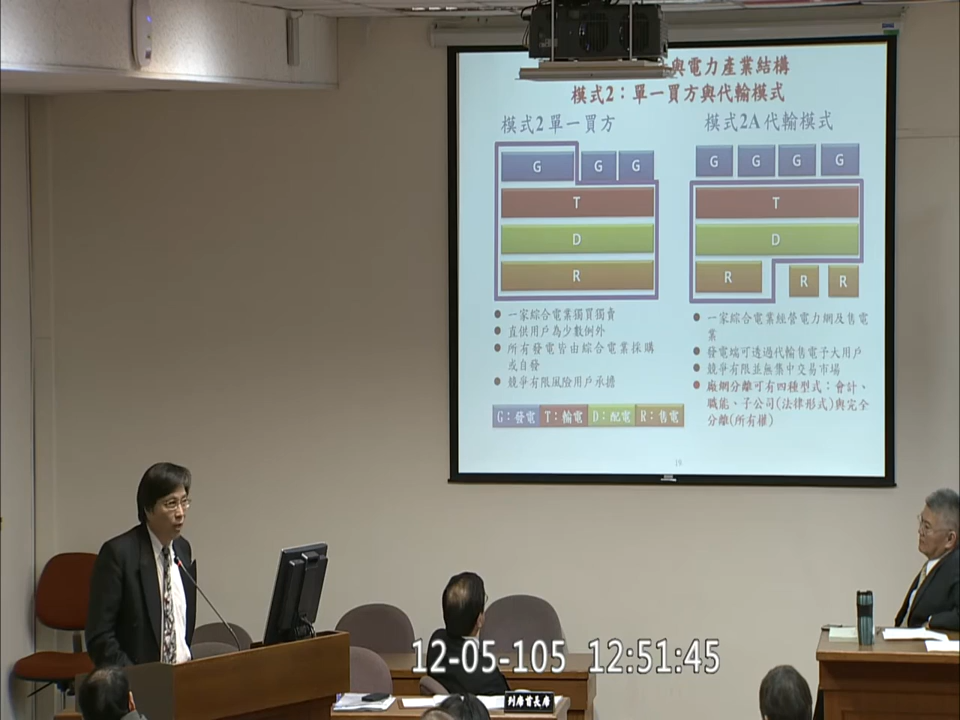 與電力產業結構
模式2：單一買方與代輸模式
模式2 單一買方
模式2A 代輸模式
G G G
T
D
R
G G G G
T
D
R R R
● 一家綜合電業獨買獨賣
● 直供用戶為少數例外
● 所有發電皆由綜合電業採購
或自發
● 競爭有限風險用戶承擔
● 一家綜合電業經營電力網及售電
業
● 發電端可透過代輸售電予大用戶
● 競爭有限並無集中交易市場
● 廠網分離可有四種型式：會計、
職能、子公司(法律形式)與完全
分離(所有權)
G：發電 T：輸電 D：配電 R：售電
列席首長席
12-05-105 12:51:45